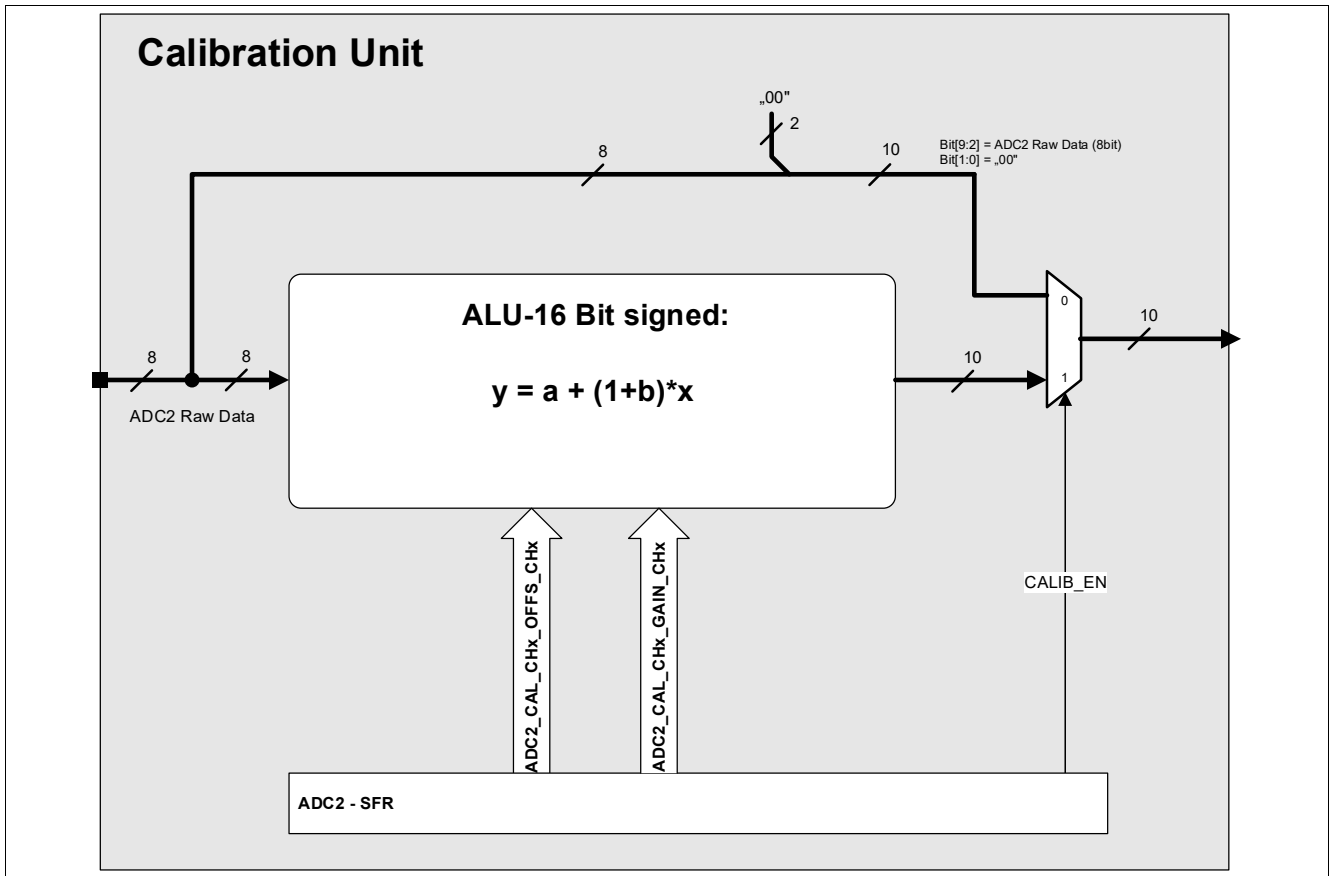 Calibration Unit
„00"
2
8
10
Bit[9:2] = ADC2 Raw Data (8bit)
Bit[1:0] = „00"
ALU-16 Bit signed:
y = a + (1+b)*x
0
10
8
8
10
1
ADC2 Raw Data
ADC2_CAL_CHx_OFFS_CHx
ADC2_CAL_CHx_GAIN_CHx
CALIB_EN
ADC2 - SFR